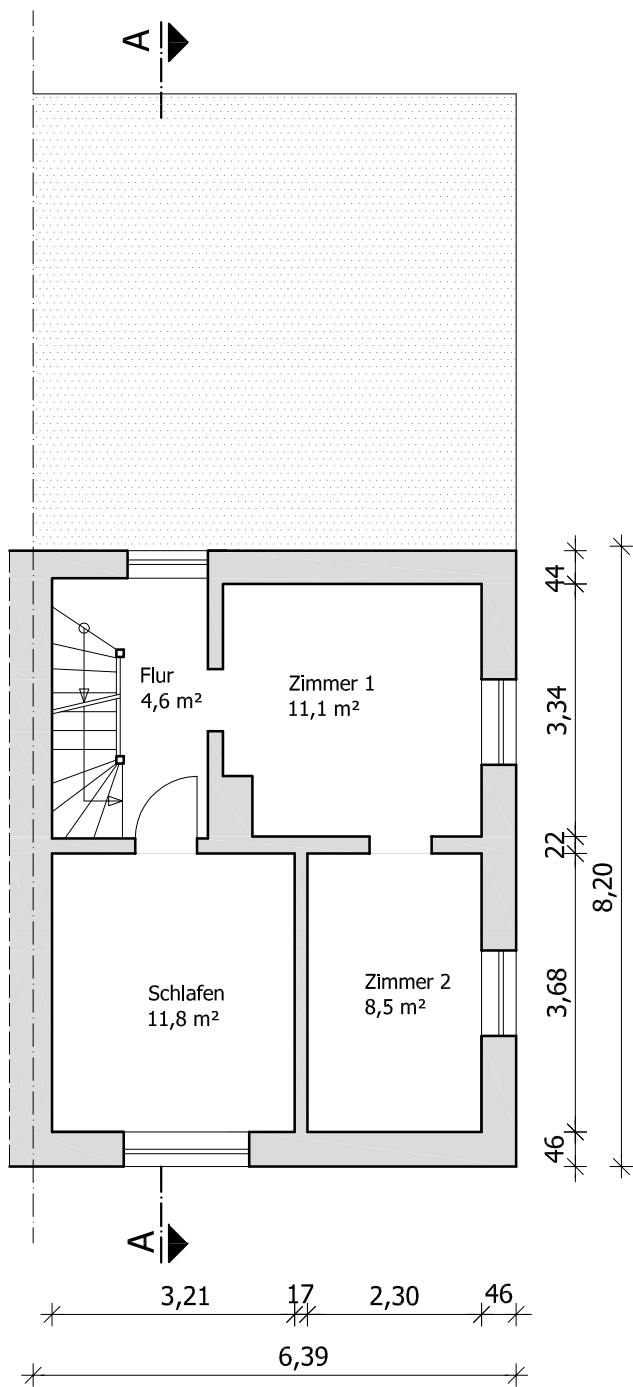 A
Flur
4,6 m²
Zimmer 1
11,1 m²
44
3,34
22
8,20
3,68
46
Schlafen
11,8 m²
Zimmer 2
8,5 m²
A
3,21
17
2,30
46
6,39